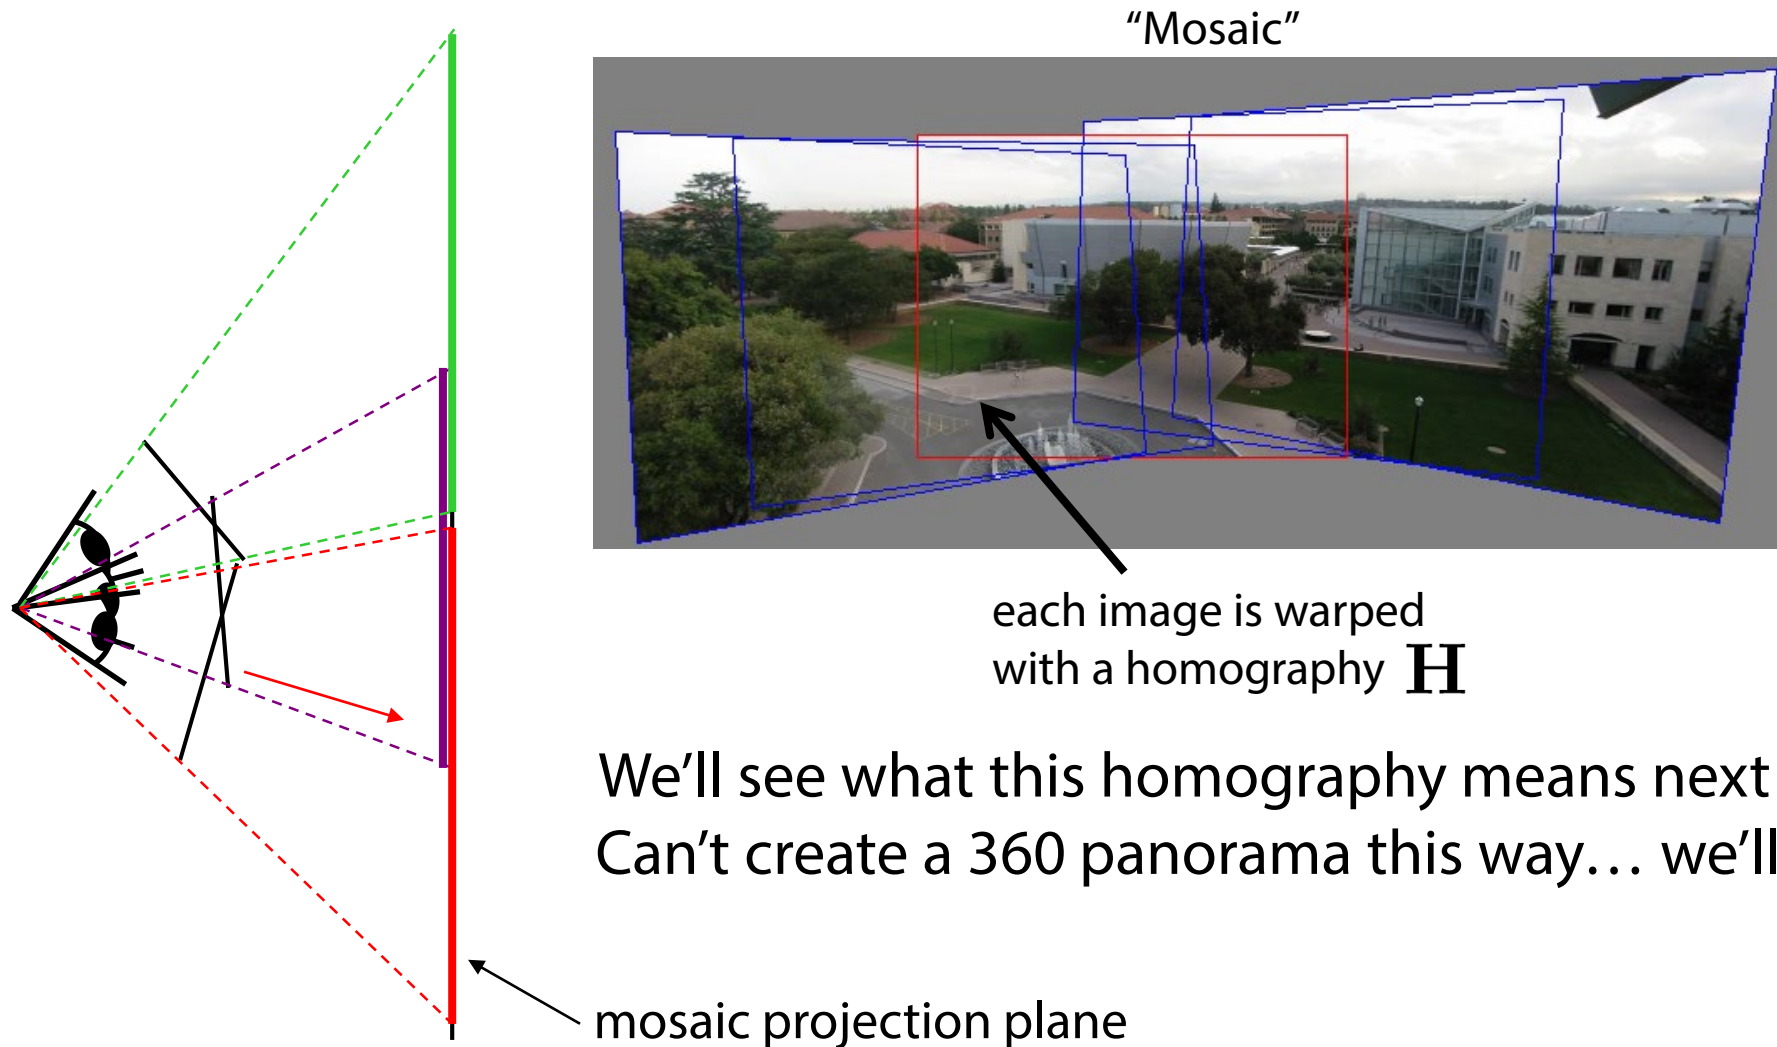 “Mosaic”
each image is warped
with a homography H
We’ll see what this homography means next
Can’t create a 360 panorama this way… we’ll
mosaic projection plane